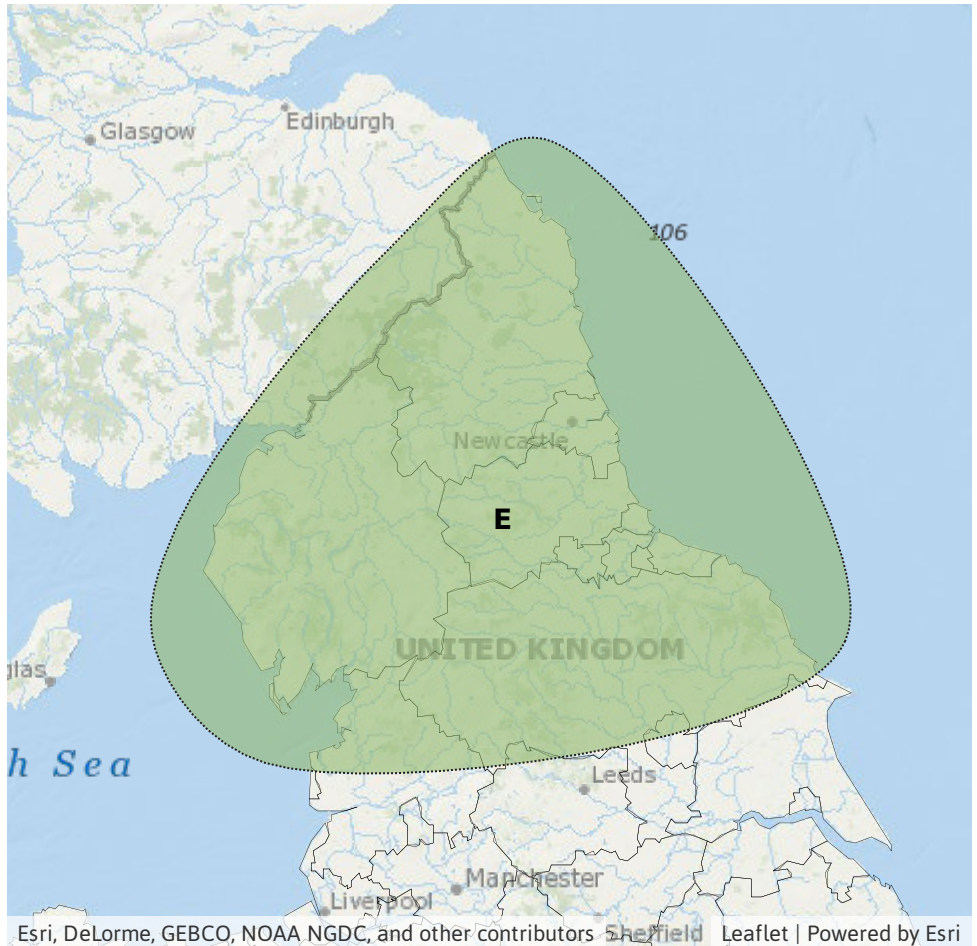 Edinburgh
Glasgow
106
Newcastle
E
UNITED KINGDOM
glas
h Sea
Leeds
Manchester
Liverpool
Sheffield
Esri, DeLorme, GEBCO, NOAA NGDC, and other contributors
Leaflet | Powered by Esri